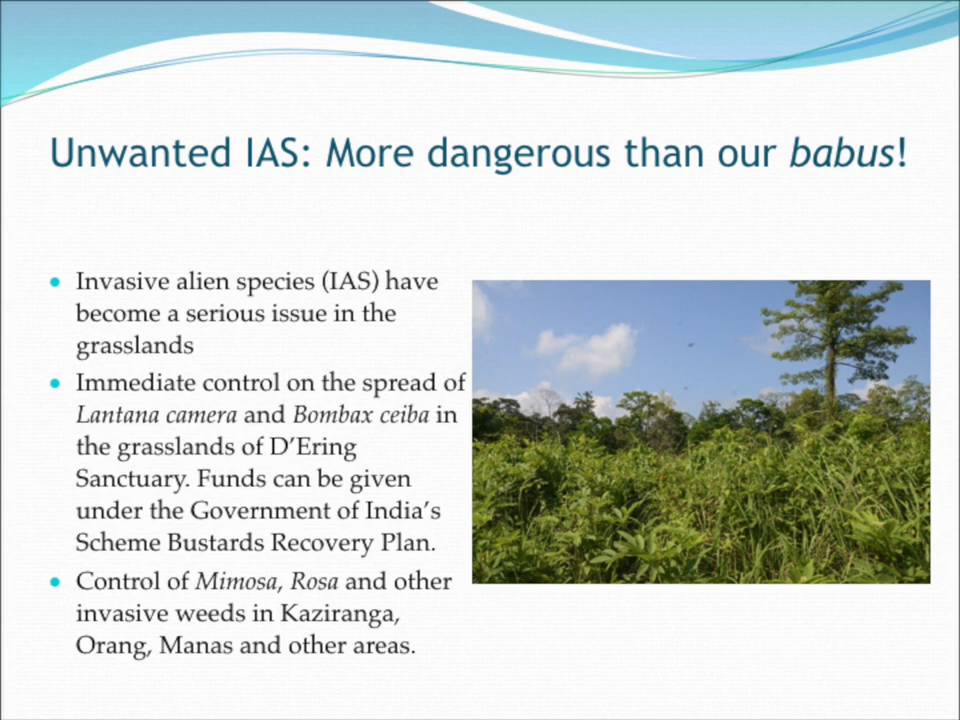 Unwanted IAS: More dangerous than our babus!
• Invasive alien species (IAS) have
become a serious issue in the
grasslands
• Immediate control on the spread of
Lantana camera and Bombax ceiba in
the grasslands of D’Ering
Sanctuary. Funds can be given
under the Government of India’s
Scheme Bustards Recovery Plan.
• Control of Mimosa, Rosa and other
invasive weeds in Kaziranga,
Orang, Manas and other areas.